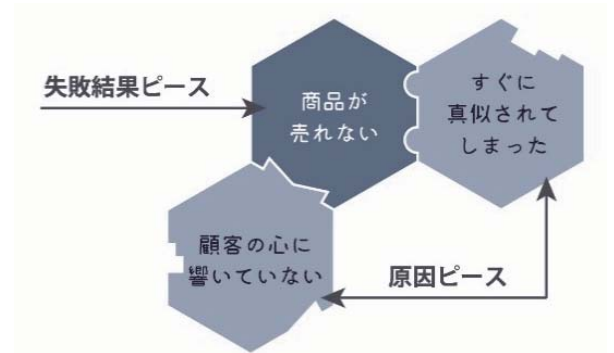 失敗結果ピース
商品が
売れない
すぐに
真似されて
しまった
顧客の心に
響いていない
原因ピース